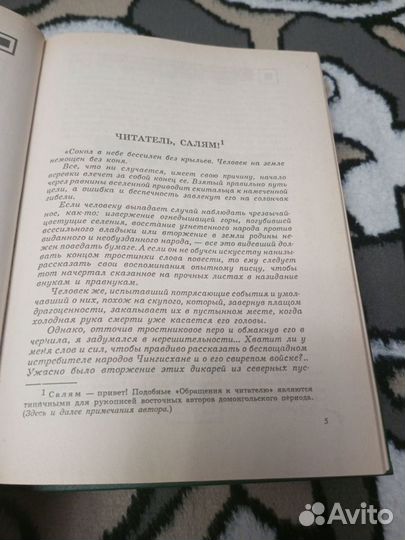 ЧИТАТЕЛЬ, САЛЯМ!1
«Сокол в небе бессилен без крыльев. Человек на земле
немощен без коня.
Все, что ни случается, имеет свою причину, начало
веревки влечет за собой конец ее. Взятый правильно путь
через равнины вселенной приводит скитальца к намеченной
цели, а ошибка и беспечность завлекут его на солончак
гибели.
Если человеку выпадает случай наблюдать чрезвычай-
ное, как-то: извержение огнедышащей горы, погубившей
цветущие селения, восстание угнетенного народа против
всесильного владыки или вторжение в земли родины не-
виданного и необузданного народа, — все это видевший дол-
жен поведать бумаге. А если он не обучен искусству нанизы-
вать концом тростинки слова повести, то ему следует
рассказать свои воспоминания опытному писцу, чтобы
тот начертал сказанное на прочных листах в назидание
внукам и правнукам.
Человек же, испытавший потрясающие события и умол-
чавший о них, похож на скупого, который, завернув плащом
драгоценности, закапывает их в пустынном месте, когда
холодная рука смерти уже касается его головы.
Однако, отточив тростниковое перо и обмакнув его в
чернила, я задумался в нерешительности... Хватит ли
у меня слов и сил, чтобы правдиво рассказать о беспощадном
истребителе народов Чингисхане и о его свирепом войске?..
Ужасно было вторжение этих дикарей из северных пус-
1 Салям — привет! Подобные «Обращения к читателю» являются
типичными для рукописей восточных авторов домонгольского периода.
(Здесь и далее примечания автора.)
5
Avito